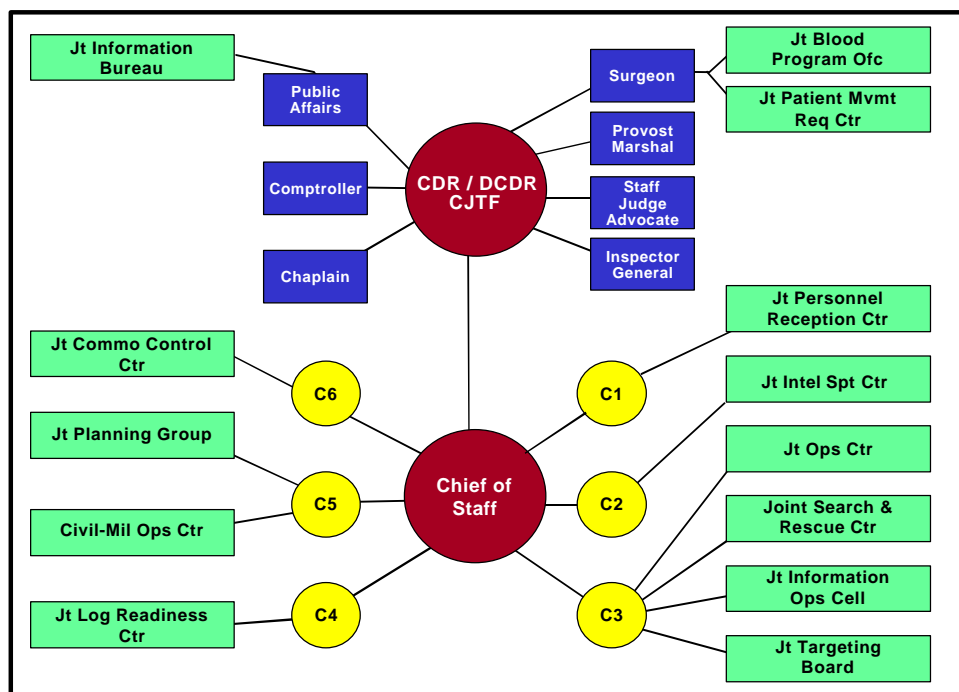 Jt Information
Bureau
Public
Affairs
Surgeon
Jt Blood
Program Ofc
Jt Patient Mvmt
Req Ctr
Provost
Marshal
Comptroller
CDR / DCDR
CJTF
Staff
Judge
Advocate
Chaplain
Inspector
General
Jt Personnel
Reception Ctr
Jt Commo Control
Ctr
C6
C1
Jt Intel Spt Ctr
Jt Planning Group
Jt Ops Ctr
Chief of
Staff
C5
C2
Civil-Mil Ops Ctr
Joint Search &
Rescue Ctr
Jt Information
Ops Cell
Jt Log Readiness
Ctr
C4
C3
Jt Targeting
Board